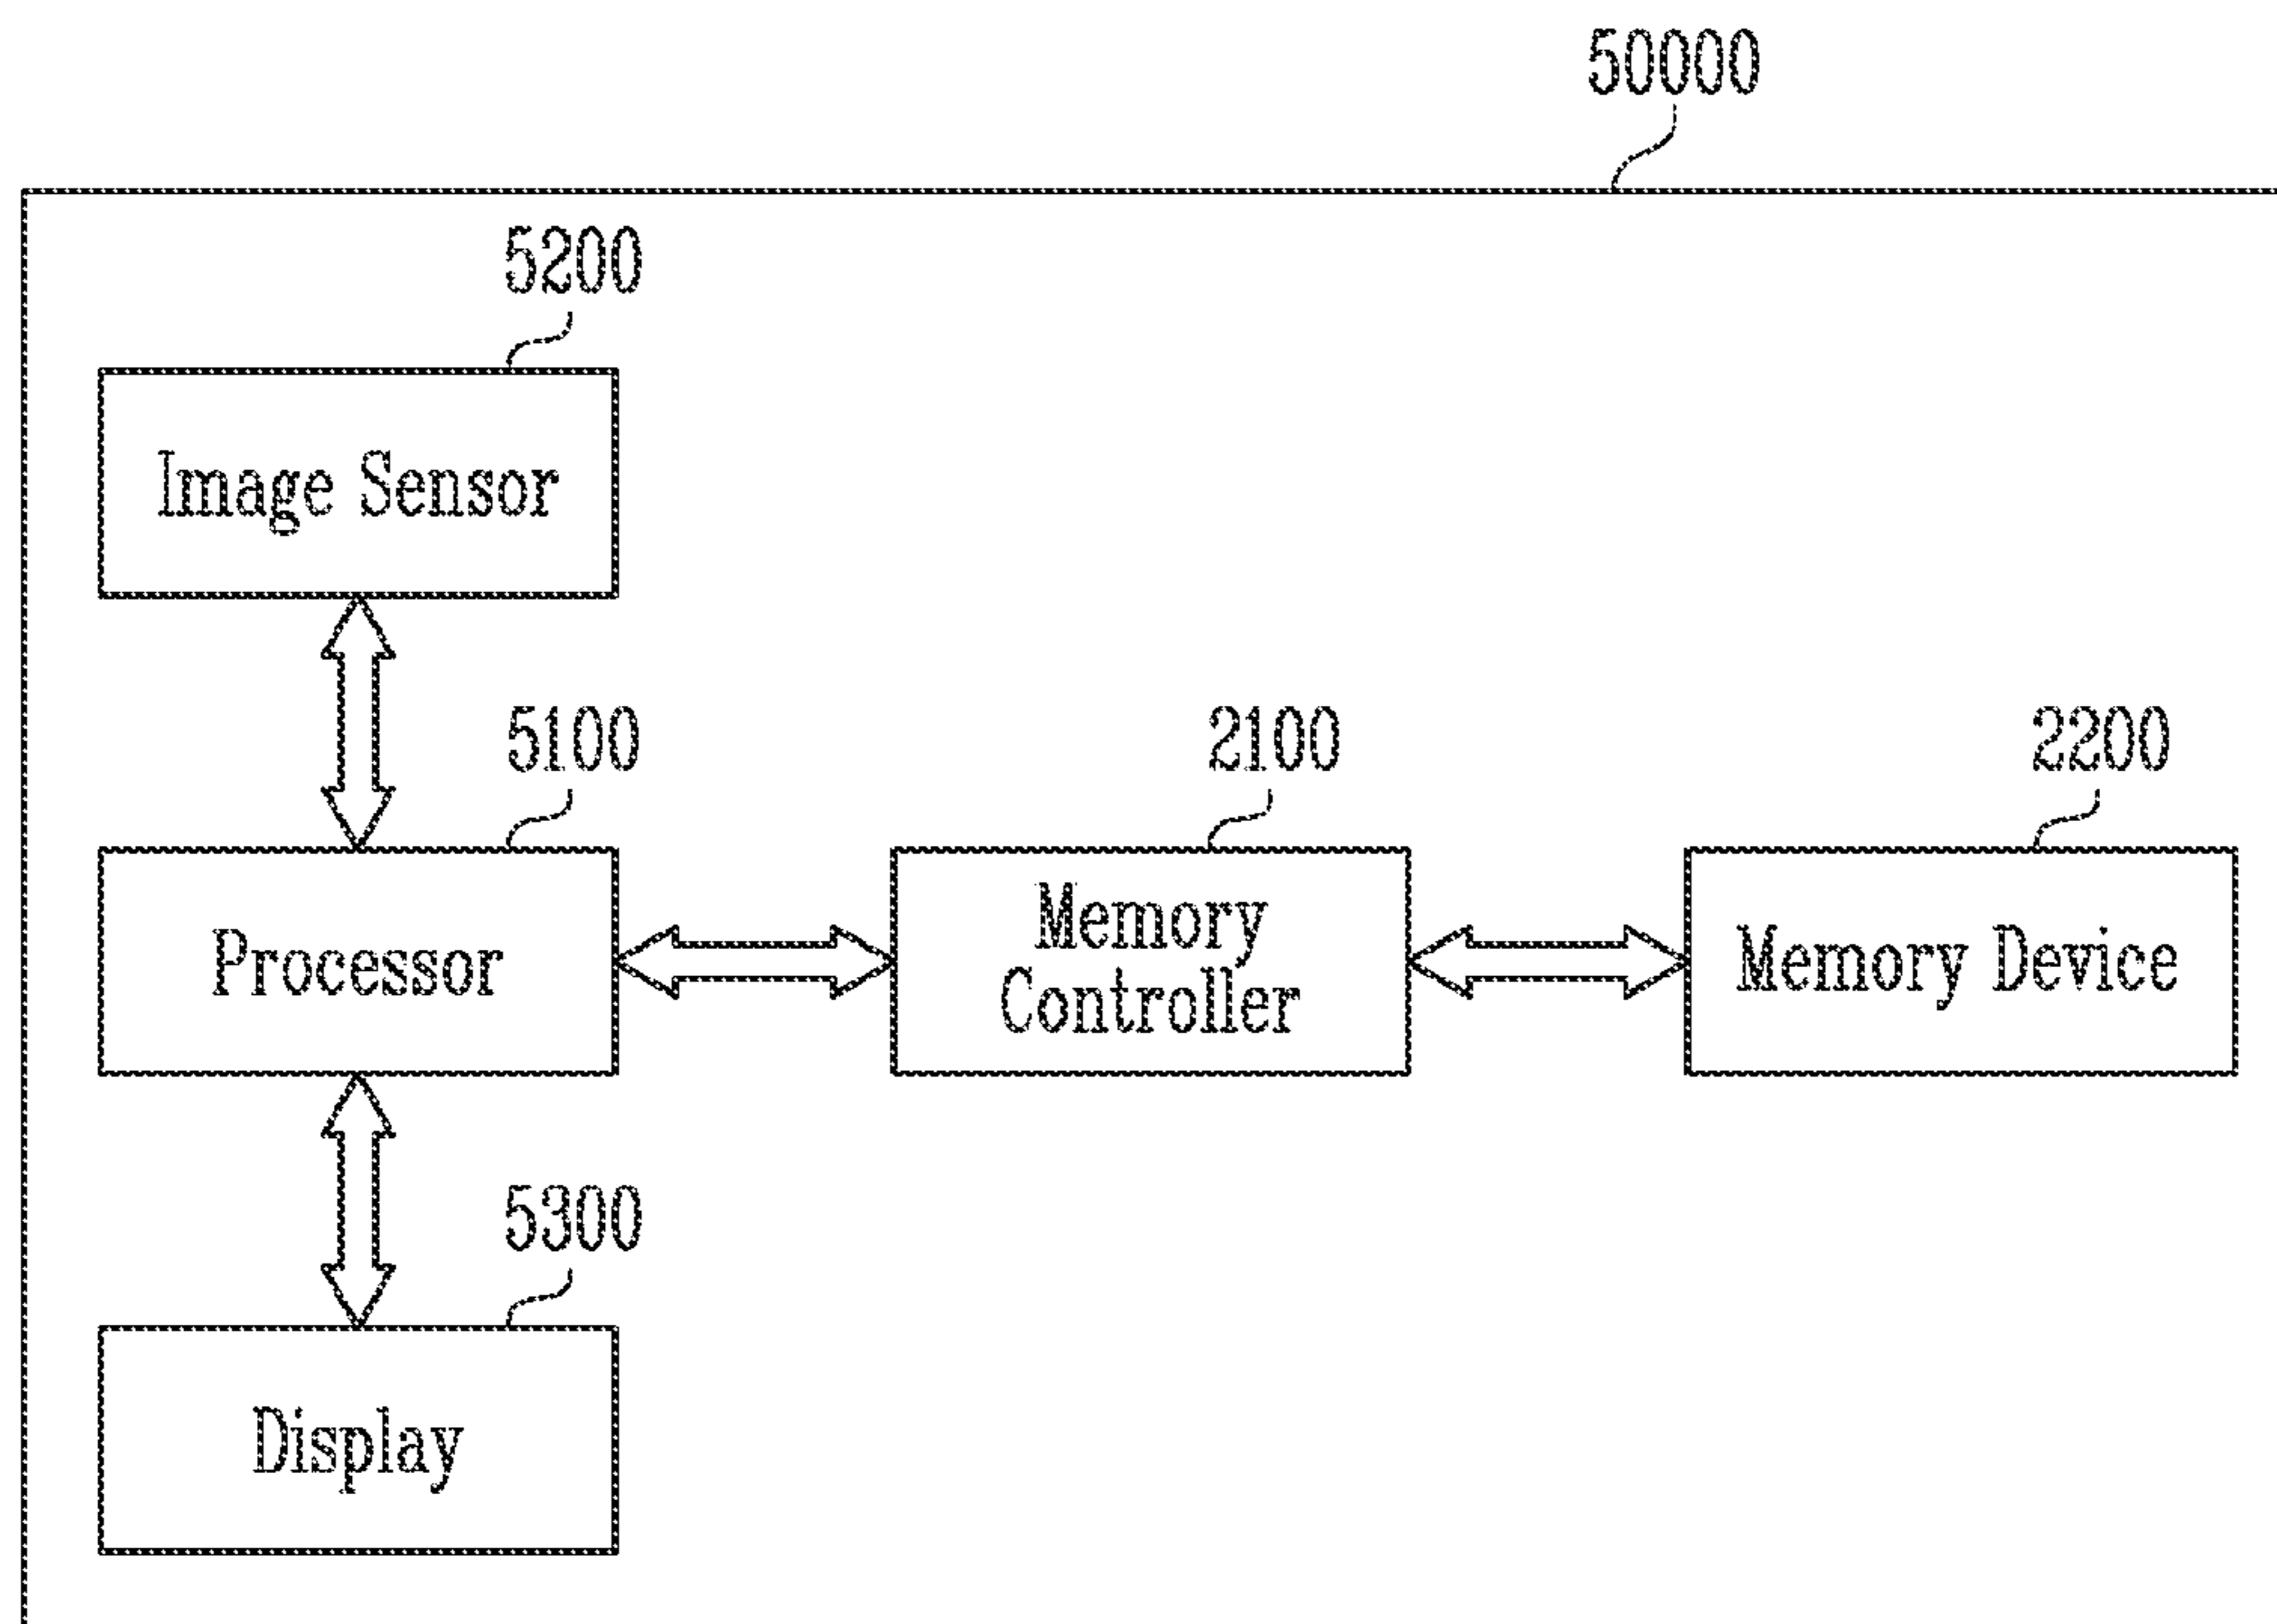 50000
5200
Image Sensor
5100
2100
2200
Processor
Memory
Controller
Memory Device
5300
Display